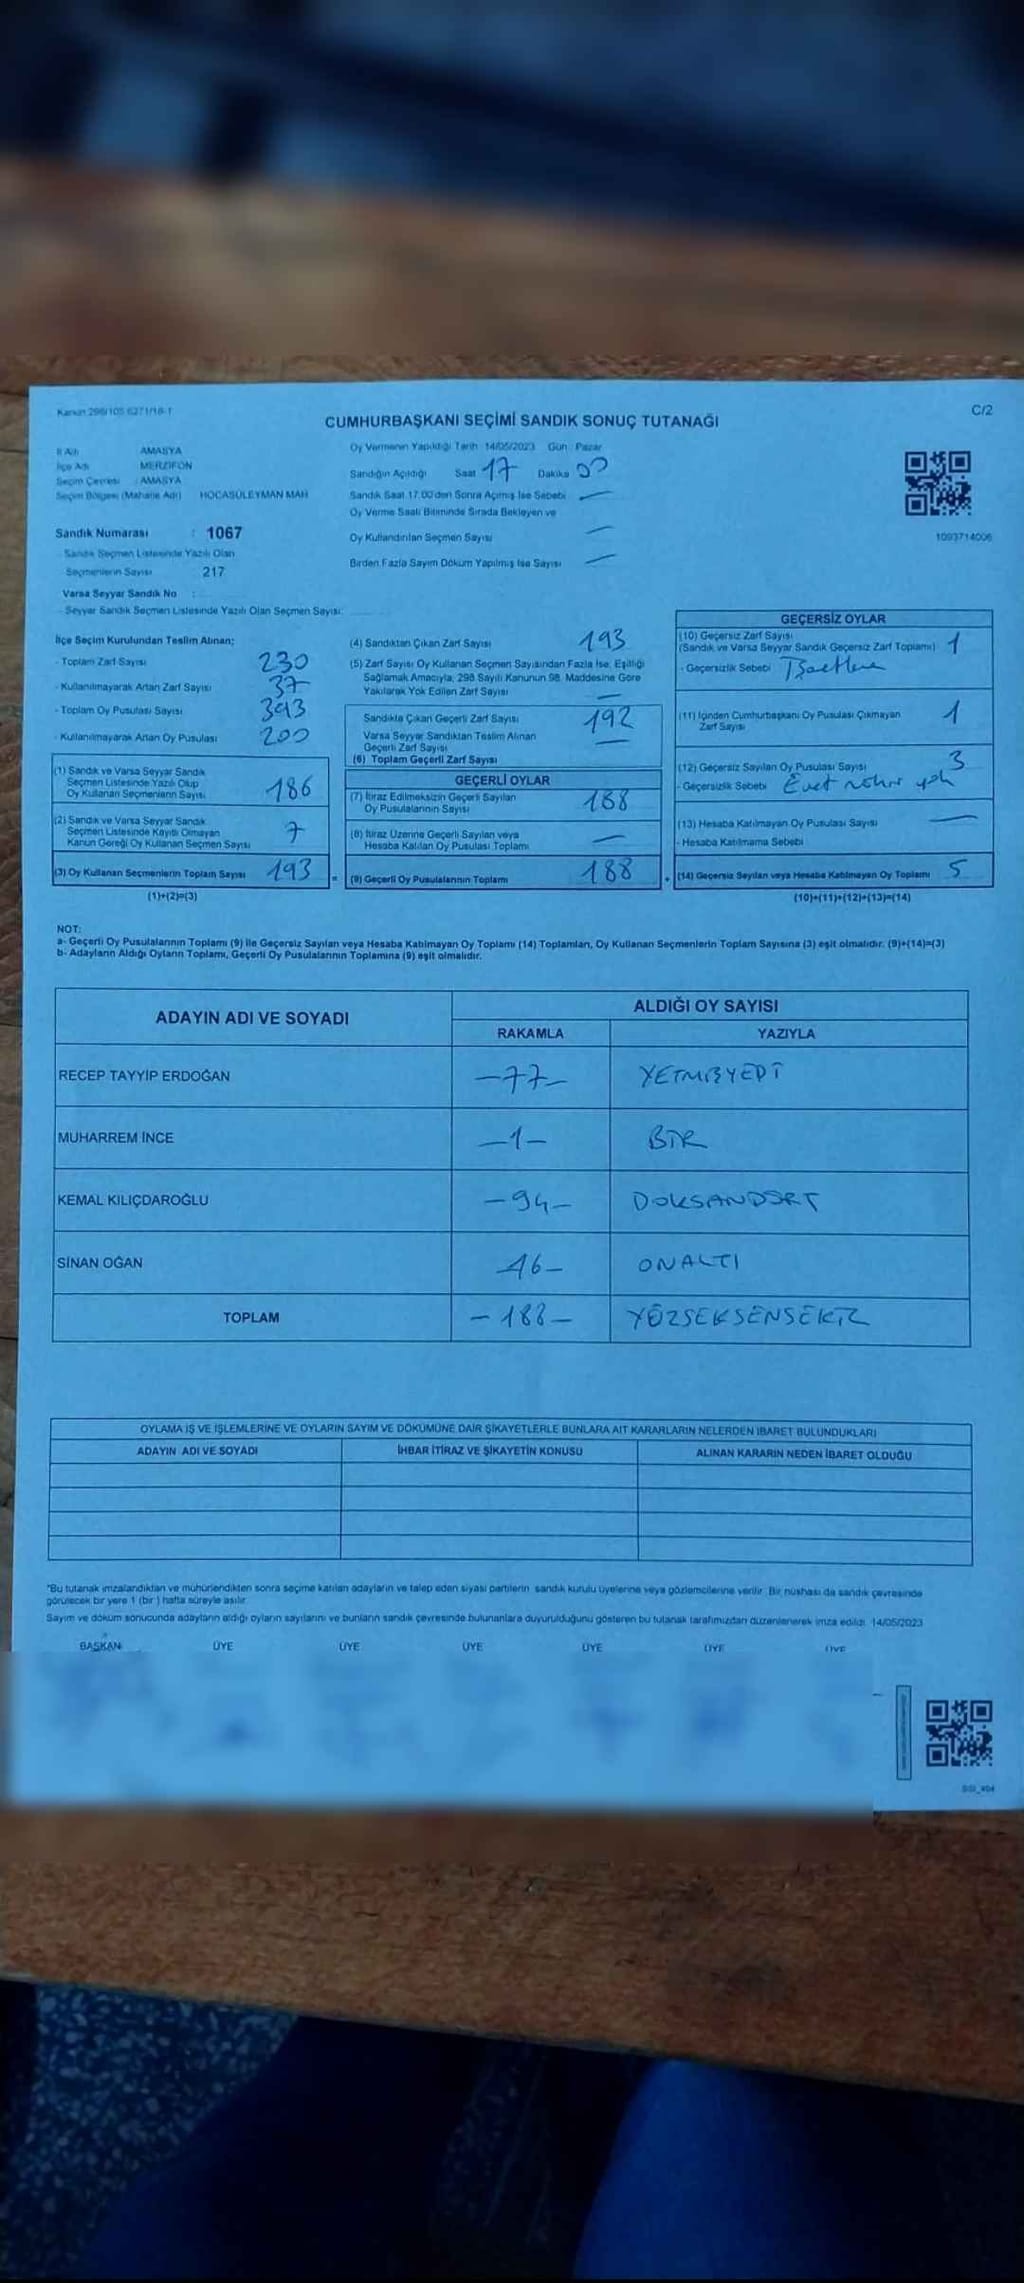 Kanun 298/105 6271/18-1
C/2
CUMHURBAŞKANI SEÇİMİ SANDIK SONUÇ TUTANAĞI
İl Adı : AMASYA
İlçe Adı : MERZİFON
Seçim Çevresi : AMASYA
Seçim Bölgesi (Mahalle Adı) : HOCASÜLEYMAN MAH
Sandık Numarası : 1067
- Sandık Seçmen Listesinde Yazılı Olan
Seçmenlerin Sayısı 217
Varsa Seyyar Sandık No :
- Seyyar Sandık Seçmen Listesinde Yazılı Olan Seçmen Sayısı:
Oy Vermenin Yapıldığı Tarih 14/05/2023 Gün : Pazar
Sandığın Açıldığı Saat 17 Dakika 00
Sandık Saat 17.00'den Sonra Açılmış İse Sebebi —
Oy Verme Saati Bitiminde Sırada Bekleyen ve
Oy Kullandırılan Seçmen Sayısı —
Birden Fazla Sayım Döküm Yapılmış İse Sayısı —
1093714006
İlçe Seçim Kurulundan Teslim Alınan;
- Toplam Zarf Sayısı 230
- Kullanılmayarak Artan Zarf Sayısı 37
- Toplam Oy Pusulası Sayısı 393
- Kullanılmayarak Artan Oy Pusulası 200
(1) Sandık ve Varsa Seyyar Sandık
Seçmen Listesinde Yazılı Olup
Oy Kullanan Seçmenlerin Sayısı 186
(2) Sandık ve Varsa Seyyar Sandık
Seçmen Listesinde Kayıtlı Olmayan
Kanun Gereği Oy Kullanan Seçmen Sayısı 7
(3) Oy Kullanan Seçmenlerin Toplam Sayısı 193
(1)+(2)=(3)
(4) Sandıktan Çıkan Zarf Sayısı 193
(5) Zarf Sayısı Oy Kullanan Seçmen Sayısından Fazla İse, Eşitliği
Sağlamak Amacıyla, 298 Sayılı Kanunun 98. Maddesine Göre
Yakılarak Yok Edilen Zarf Sayısı —
Sandıkta Çıkan Geçerli Zarf Sayısı 192
Varsa Seyyar Sandıktan Teslim Alınan
Geçerli Zarf Sayısı —
(6) Toplam Geçerli Zarf Sayısı
GEÇERLİ OYLAR
(7) İtiraz Edilmeksizin Geçerli Sayılan
Oy Pusulalarının Sayısı 188
(8) İtiraz Üzerine Geçerli Sayılan veya
Hesaba Katılan Oy Pusulası Toplamı —
= (9) Geçerli Oy Pusulalarının Toplamı 188
GEÇERSİZ OYLAR
(10) Geçersiz Zarf Sayısı
(Sandık ve Varsa Seyyar Sandık Geçersiz Zarf Toplamı) 1
- Geçersizlik Sebebi
(11) İçinden Cumhurbaşkanı Oy Pusulası Çıkmayan
Zarf Sayısı 1
(12) Geçersiz Sayılan Oy Pusulası Sayısı 3
- Geçersizlik Sebebi Evet mührü yok
(13) Hesaba Katılmayan Oy Pusulası Sayısı —
- Hesaba Katılmama Sebebi
+ (14) Geçersiz Sayılan veya Hesaba Katılmayan Oy Toplamı 5
(10)+(11)+(12)+(13)=(14)
NOT:
a- Geçerli Oy Pusulalarının Toplamı (9) ile Geçersiz Sayılan veya Hesaba Katılmayan Oy Toplamı (14) Toplamları, Oy Kullanan Seçmenlerin Toplam Sayısına (3) eşit olmalıdır. (9)+(14)=(3)
b- Adayların Aldığı Oyların Toplamı, Geçerli Oy Pusulalarının Toplamına (9) eşit olmalıdır.
ADAYIN ADI VE SOYADI
ALDIĞI OY SAYISI
RAKAMLA YAZIYLA
RECEP TAYYİP ERDOĞAN –77– YETMİŞYEDİ
MUHARREM İNCE –1– BİR
KEMAL KILIÇDAROĞLU –94– DOKSANDÖRT
SİNAN OĞAN 16– ONALTI
TOPLAM –188– YÜZSEKSENSEKİZ
OYLAMA İŞ VE İŞLEMLERİNE VE OYLARIN SAYIM VE DÖKÜMÜNE DAİR ŞİKAYETLERLE BUNLARA AİT KARARLARIN NELERDEN İBARET BULUNDUKLARI
ADAYIN ADI VE SOYADI İHBAR İTİRAZ VE ŞİKAYETİN KONUSU ALINAN KARARIN NEDEN İBARET OLDUĞU
*Bu tutanak imzalandıktan ve mühürlendikten sonra seçime katılan adayların ve talep eden siyasi partilerin sandık kurulu üyelerine veya gözlemcilerine verilir. Bir nüshası da sandık çevresinde
görülecek bir yere 1 (bir) hafta süreyle asılır.
Sayım ve döküm sonucunda adayların aldığı oyların sayılarını ve bunların sandık çevresinde bulunanlara duyurulduğunu gösteren bu tutanak tarafımızdan düzenlenerek imza edildi. 14/05/2023
BAŞKAN ÜYE ÜYE ÜYE ÜYE ÜYE ÜYE